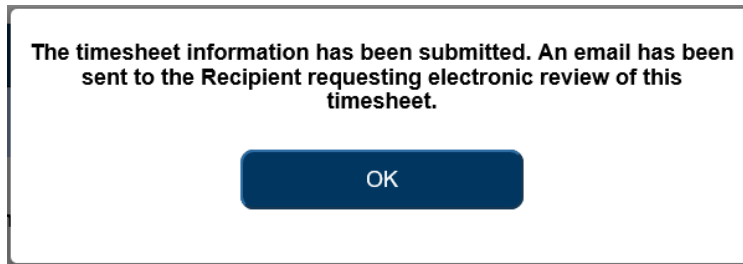 The timesheet information has been submitted. An email has been
sent to the Recipient requesting electronic review of this
timesheet.
OK